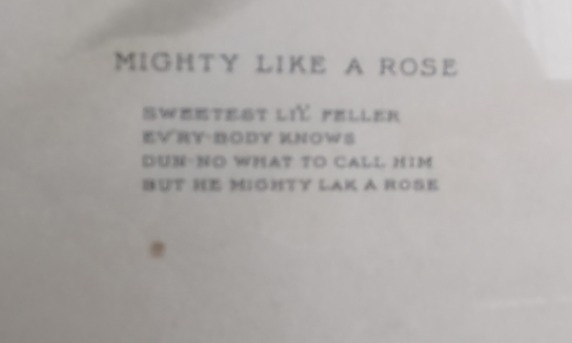 MIGHTY LIKE A ROSE
SWEETEST LI'L' FELLER
EV'RY-BODY KNOWS
DUN-NO WHAT TO CALL HIM
BUT HE MIGHTY LAK A ROSE